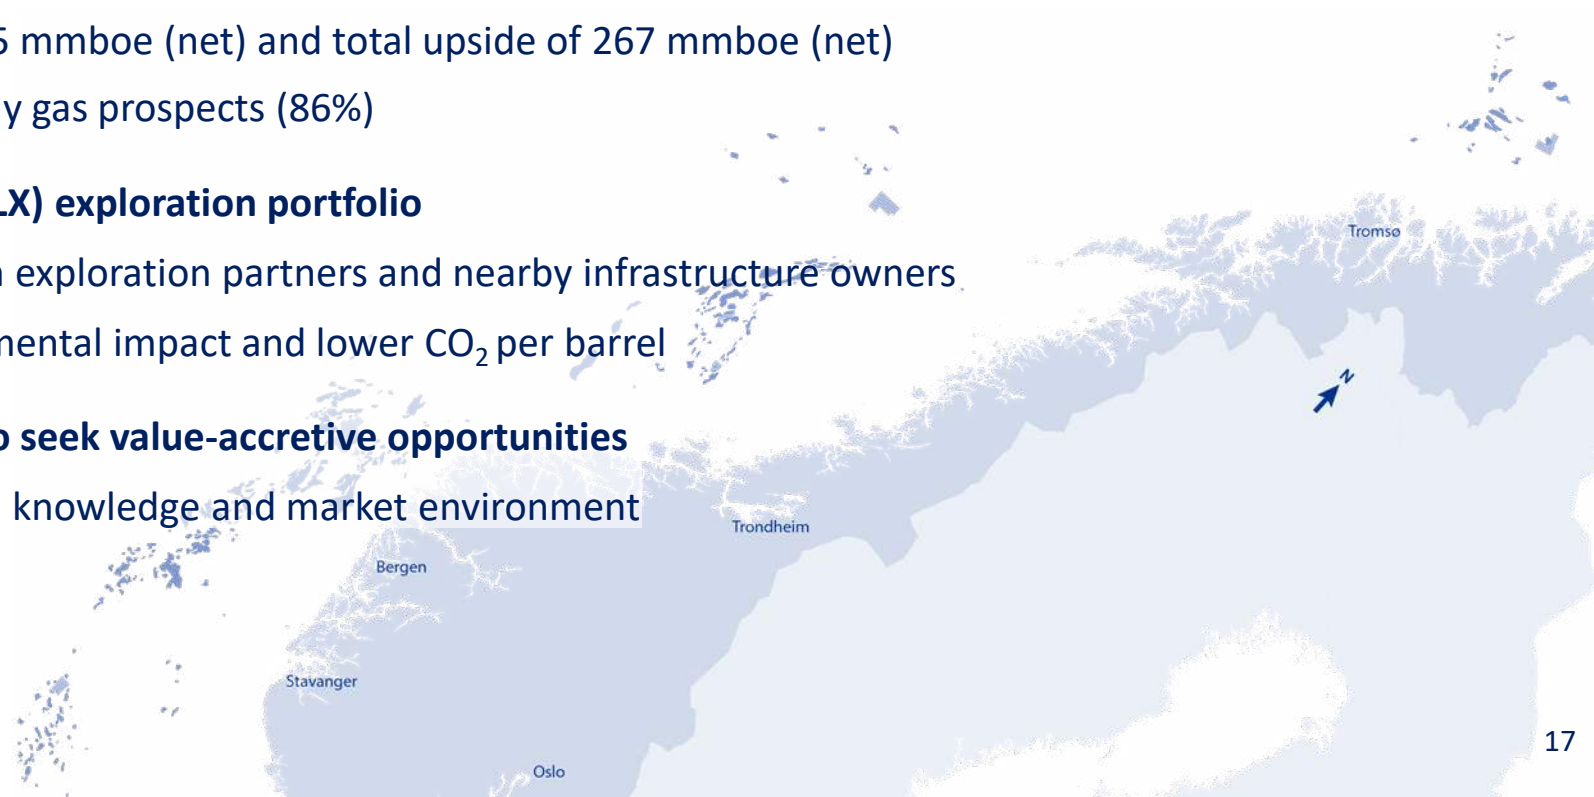 5 mmboe (net) and total upside of 267 mmboe (net)
y gas prospects (86%)
LX) exploration portfolio
exploration partners and nearby infrastructure owners
mental impact and lower CO₂ per barrel
o seek value-accretive opportunities
knowledge and market environment
Tromsø
N
Trondheim
Bergen
Stavanger
Oslo
17